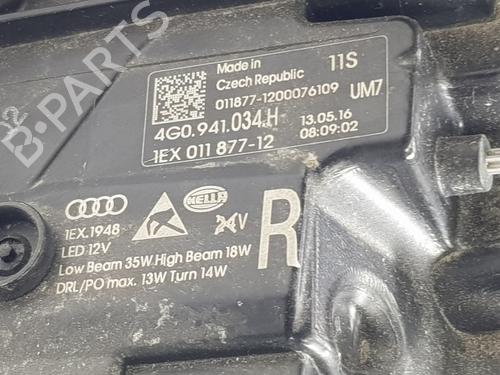 Made in
Czech Republic
11S
011877-1200076109
UM7
4G0.941.034.H
13.05.16
08:09:02
1EX 011 877-12
HELLA
1EX.1948
24V
LED 12V
R
Low Beam 35W.High Beam 18W
DRL/PO max. 13W Turn 14W
B-PARTS